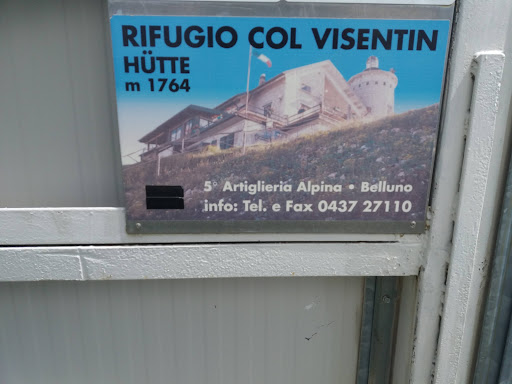 RIFUGIO COL VISENTIN
HÜTTE
m 1764
5° Artiglieria Alpina • Belluno
info: Tel. e Fax 0437 27110